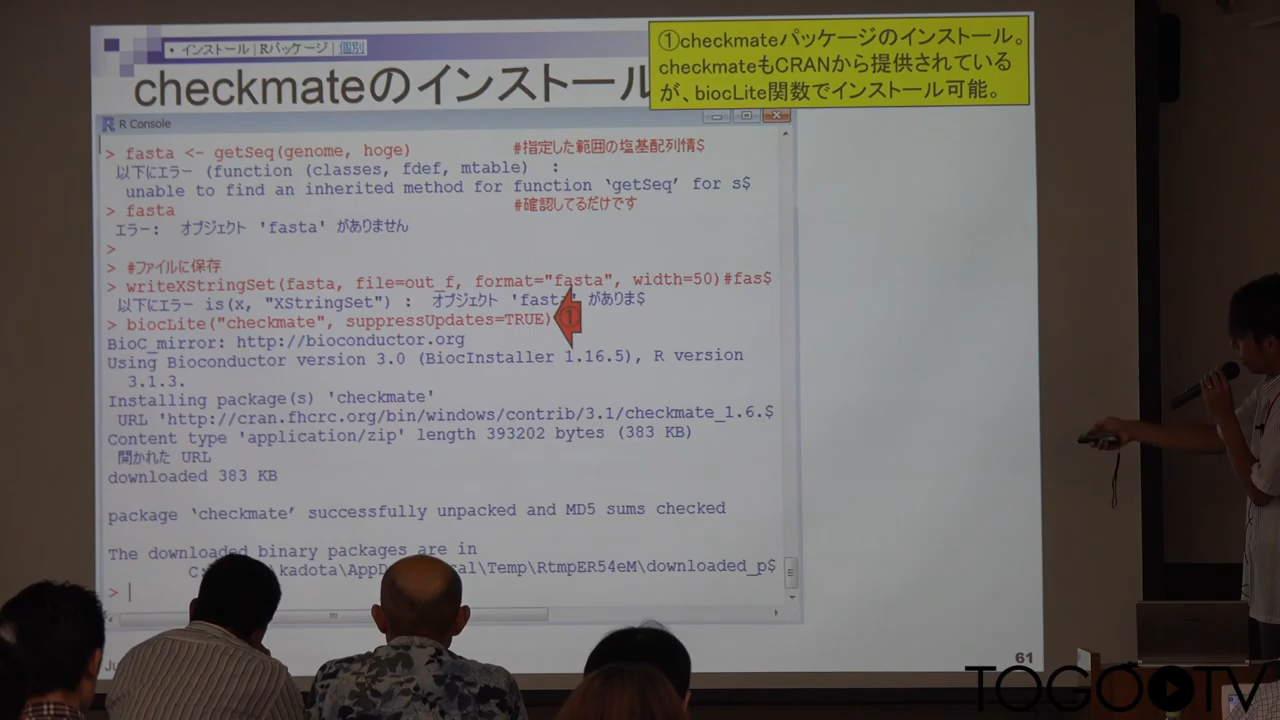 • インストール | Rパッケージ | 個別
①checkmateパッケージのインストール。
checkmateもCRANから提供されている
が、biocLite関数でインストール可能。
checkmateのインストール
R Console
> fasta <- getSeq(genome, hoge) #指定した範囲の塩基配列情$
以下にエラー (function (classes, fdef, mtable) :
unable to find an inherited method for function ‘getSeq’ for s$
> fasta #確認してるだけです
エラー: オブジェクト 'fasta' がありません
>
> #ファイルに保存
> writeXStringSet(fasta, file=out_f, format="fasta", width=50)#fas$
以下にエラー is(x, "XStringSet") : オブジェクト 'fasta' がありま$
> biocLite("checkmate", suppressUpdates=TRUE) ①
BioC_mirror: http://bioconductor.org
Using Bioconductor version 3.0 (BiocInstaller 1.16.5), R version
3.1.3.
Installing package(s) 'checkmate'
URL 'http://cran.fhcrc.org/bin/windows/contrib/3.1/checkmate_1.6.$
Content type 'application/zip' length 393202 bytes (383 KB)
開かれた URL
downloaded 383 KB
package ‘checkmate’ successfully unpacked and MD5 sums checked
The downloaded binary packages are in
kadota\AppD cal\Temp\RtmpER54eM\downloaded_p$
>
61
TOGO TV